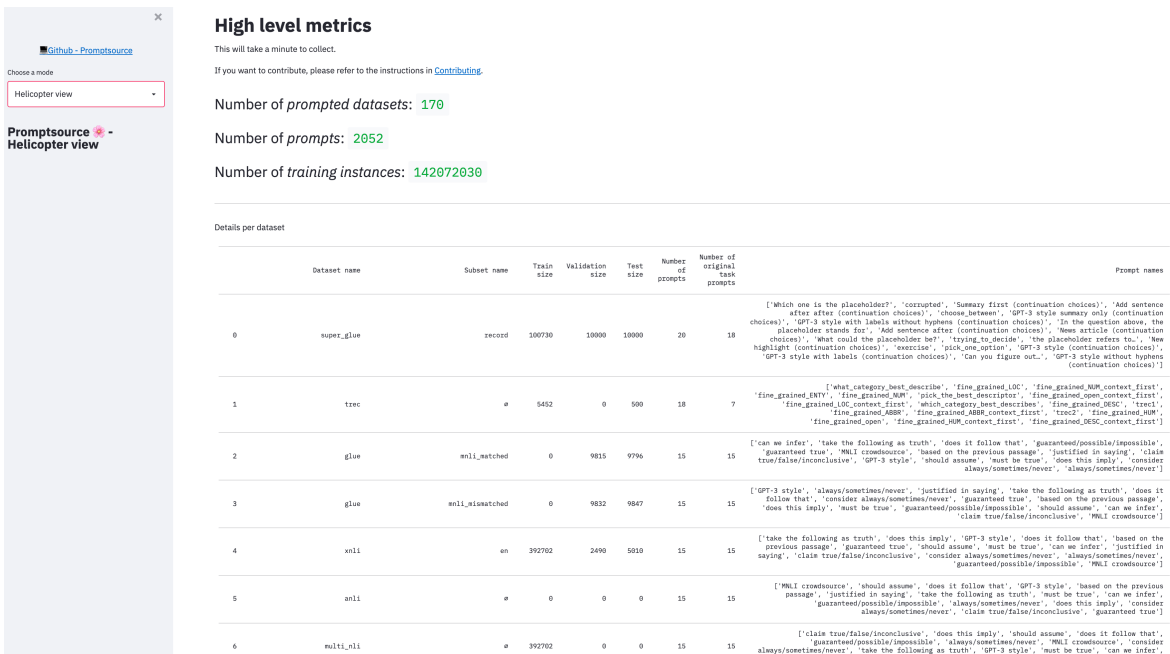 ×
Github - Promptsource
Choose a mode
Helicopter view
Promptsource 🌸 -
Helicopter view
High level metrics
This will take a minute to collect.
If you want to contribute, please refer to the instructions in Contributing.
Number of prompted datasets: 170
Number of prompts: 2052
Number of training instances: 142072030
Details per dataset
Dataset name Subset name Train size Validation size Test size Number of prompts Number of original task prompts Prompt names
0 super_glue record 100730 10000 10000 20 18
['Which one is the placeholder?', 'corrupted', 'Summary first (continuation choices)', 'Add sentence
after after (continuation choices)', 'choose_between', 'GPT-3 style summary only (continuation
choices)', 'GPT-3 style with labels without hyphens (continuation choices)', 'In the question above, the
placeholder stands for', 'Add sentence after (continuation choices)', 'News article (continuation
choices)', 'What could the placeholder be?', 'trying_to_decide', 'the placeholder refers to…', 'New
highlight (continuation choices)', 'exercise', 'pick_one_option', 'GPT-3 style (continuation choices)',
'GPT-3 style with labels (continuation choices)', 'Can you figure out…', 'GPT-3 style without hyphens
(continuation choices)']
1 trec ∅ 5452 0 500 18 7
['what_category_best_describe', 'fine_grained_LOC', 'fine_grained_NUM_context_first',
'fine_grained_ENTY', 'fine_grained_NUM', 'pick_the_best_descriptor', 'fine_grained_open_context_first',
'fine_grained_LOC_context_first', 'which_category_best_describes', 'fine_grained_DESC', 'trec1',
'fine_grained_ABBR', 'fine_grained_ABBR_context_first', 'trec2', 'fine_grained_HUM',
'fine_grained_open', 'fine_grained_HUM_context_first', 'fine_grained_DESC_context_first']
2 glue mnli_matched 0 9815 9796 15 15
['can we infer', 'take the following as truth', 'does it follow that', 'guaranteed/possible/impossible',
'guaranteed true', 'MNLI crowdsource', 'based on the previous passage', 'justified in saying', 'claim
true/false/inconclusive', 'GPT-3 style', 'should assume', 'must be true', 'does this imply', 'consider
always/sometimes/never', 'always/sometimes/never']
3 glue mnli_mismatched 0 9832 9847 15 15
['GPT-3 style', 'always/sometimes/never', 'justified in saying', 'take the following as truth', 'does it
follow that', 'consider always/sometimes/never', 'guaranteed true', 'based on the previous passage',
'does this imply', 'must be true', 'guaranteed/possible/impossible', 'should assume', 'can we infer',
'claim true/false/inconclusive', 'MNLI crowdsource']
4 xnli en 392702 2490 5010 15 15
['take the following as truth', 'does this imply', 'GPT-3 style', 'does it follow that', 'based on the
previous passage', 'guaranteed true', 'should assume', 'must be true', 'can we infer', 'justified in
saying', 'claim true/false/inconclusive', 'consider always/sometimes/never', 'always/sometimes/never',
'guaranteed/possible/impossible', 'MNLI crowdsource']
5 anli ∅ 0 0 0 15 15
['MNLI crowdsource', 'should assume', 'does it follow that', 'GPT-3 style', 'based on the previous
passage', 'justified in saying', 'take the following as truth', 'must be true', 'can we infer',
'guaranteed/possible/impossible', 'always/sometimes/never', 'does this imply', 'consider
always/sometimes/never', 'claim true/false/inconclusive', 'guaranteed true']
6 multi_nli ∅ 392702 0 0 15 15
['claim true/false/inconclusive', 'does this imply', 'should assume', 'does it follow that',
'guaranteed/possible/impossible', 'always/sometimes/never', 'MNLI crowdsource', 'consider
always/sometimes/never', 'take the following as truth', 'GPT-3 style', 'must be true', 'can we infer',